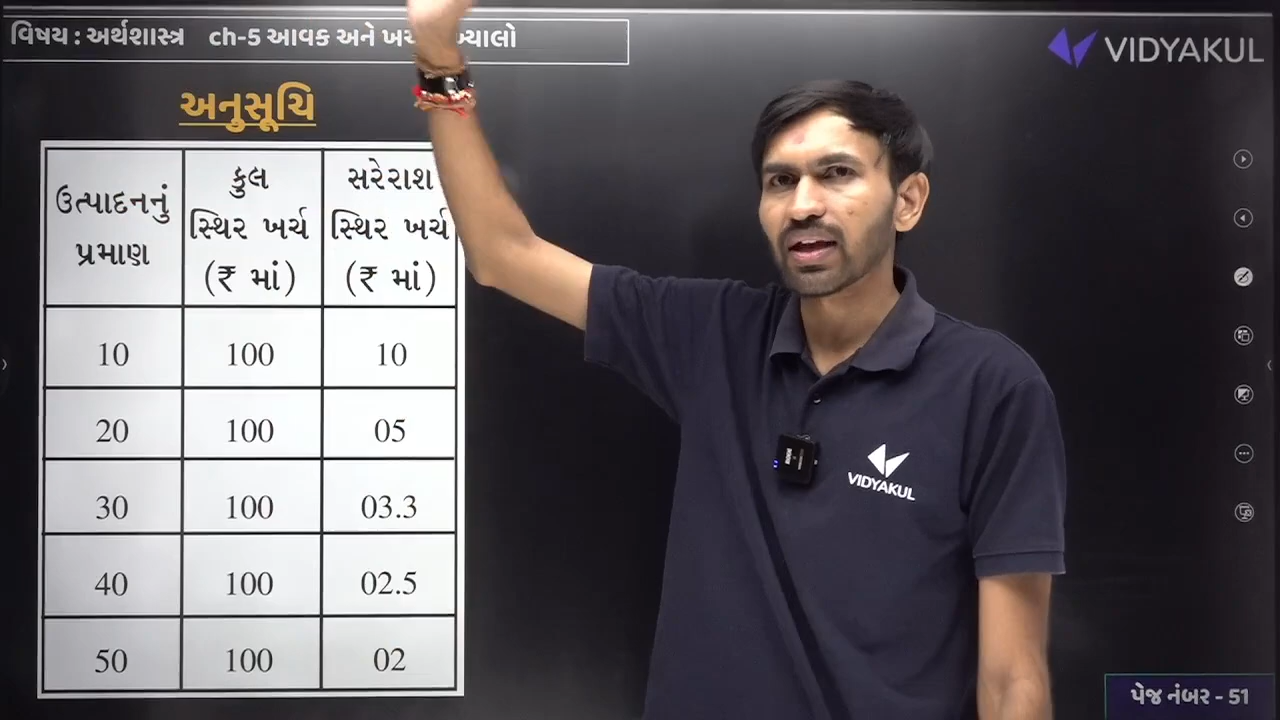 વિષય : અર્થશાસ્ત્ર ch-5 આવક અને
VIDYAKUL
અનુસૂચિ
ઉત્પાદનનું પ્રમાણ
કુલ સ્થિર ખર્ચ (₹ માં)
સરેરાશ સ્થિર ખર્ચ (₹ માં)
10 100 10
20 100 05
30 100 03.3
40 100 02.5
50 100 02
VIDYAKUL
પેજ નંબર - 51